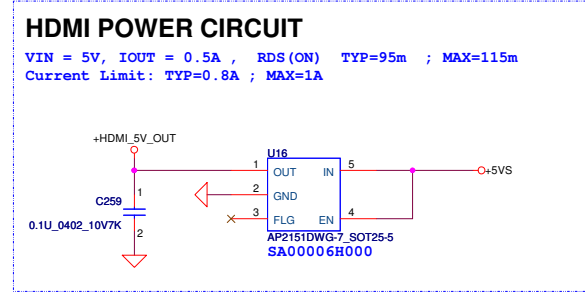 HDMI POWER CIRCUIT
VIN = 5V, IOUT = 0.5A , RDS(ON) TYP=95m ; MAX=115m
Current Limit: TYP=0.8A ; MAX=1A
+HDMI_5V_OUT
U16
1 OUT IN 5
+5VS
2 GND
3 FLG EN 4
C259
1
0.1U_0402_10V7K
2
AP2151DWG-7_SOT25-5
SA00006H000